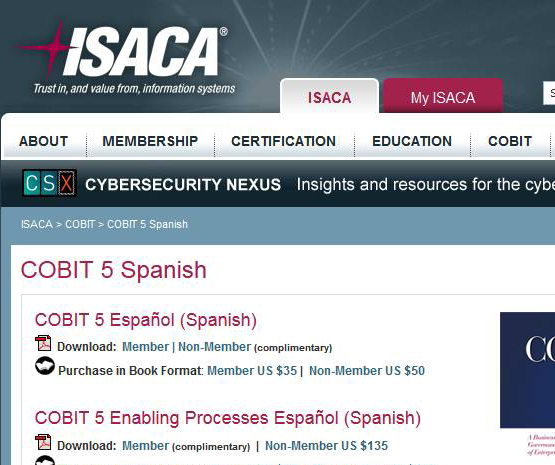 ISACA®
Trust in, and value from, information systems
ISACA
My ISACA
S
ABOUT MEMBERSHIP CERTIFICATION EDUCATION COBIT
CSX CYBERSECURITY NEXUS Insights and resources for the cybe
ISACA > COBIT > COBIT 5 Spanish
COBIT 5 Spanish
COBIT 5 Español (Spanish)
Download: Member | Non-Member (complimentary)
Purchase in Book Format: Member US $35 | Non-Member US $50
CO
COBIT 5 Enabling Processes Español (Spanish)
Download: Member (complimentary) | Non-Member US $135
A Business
Governance
of Enterpris